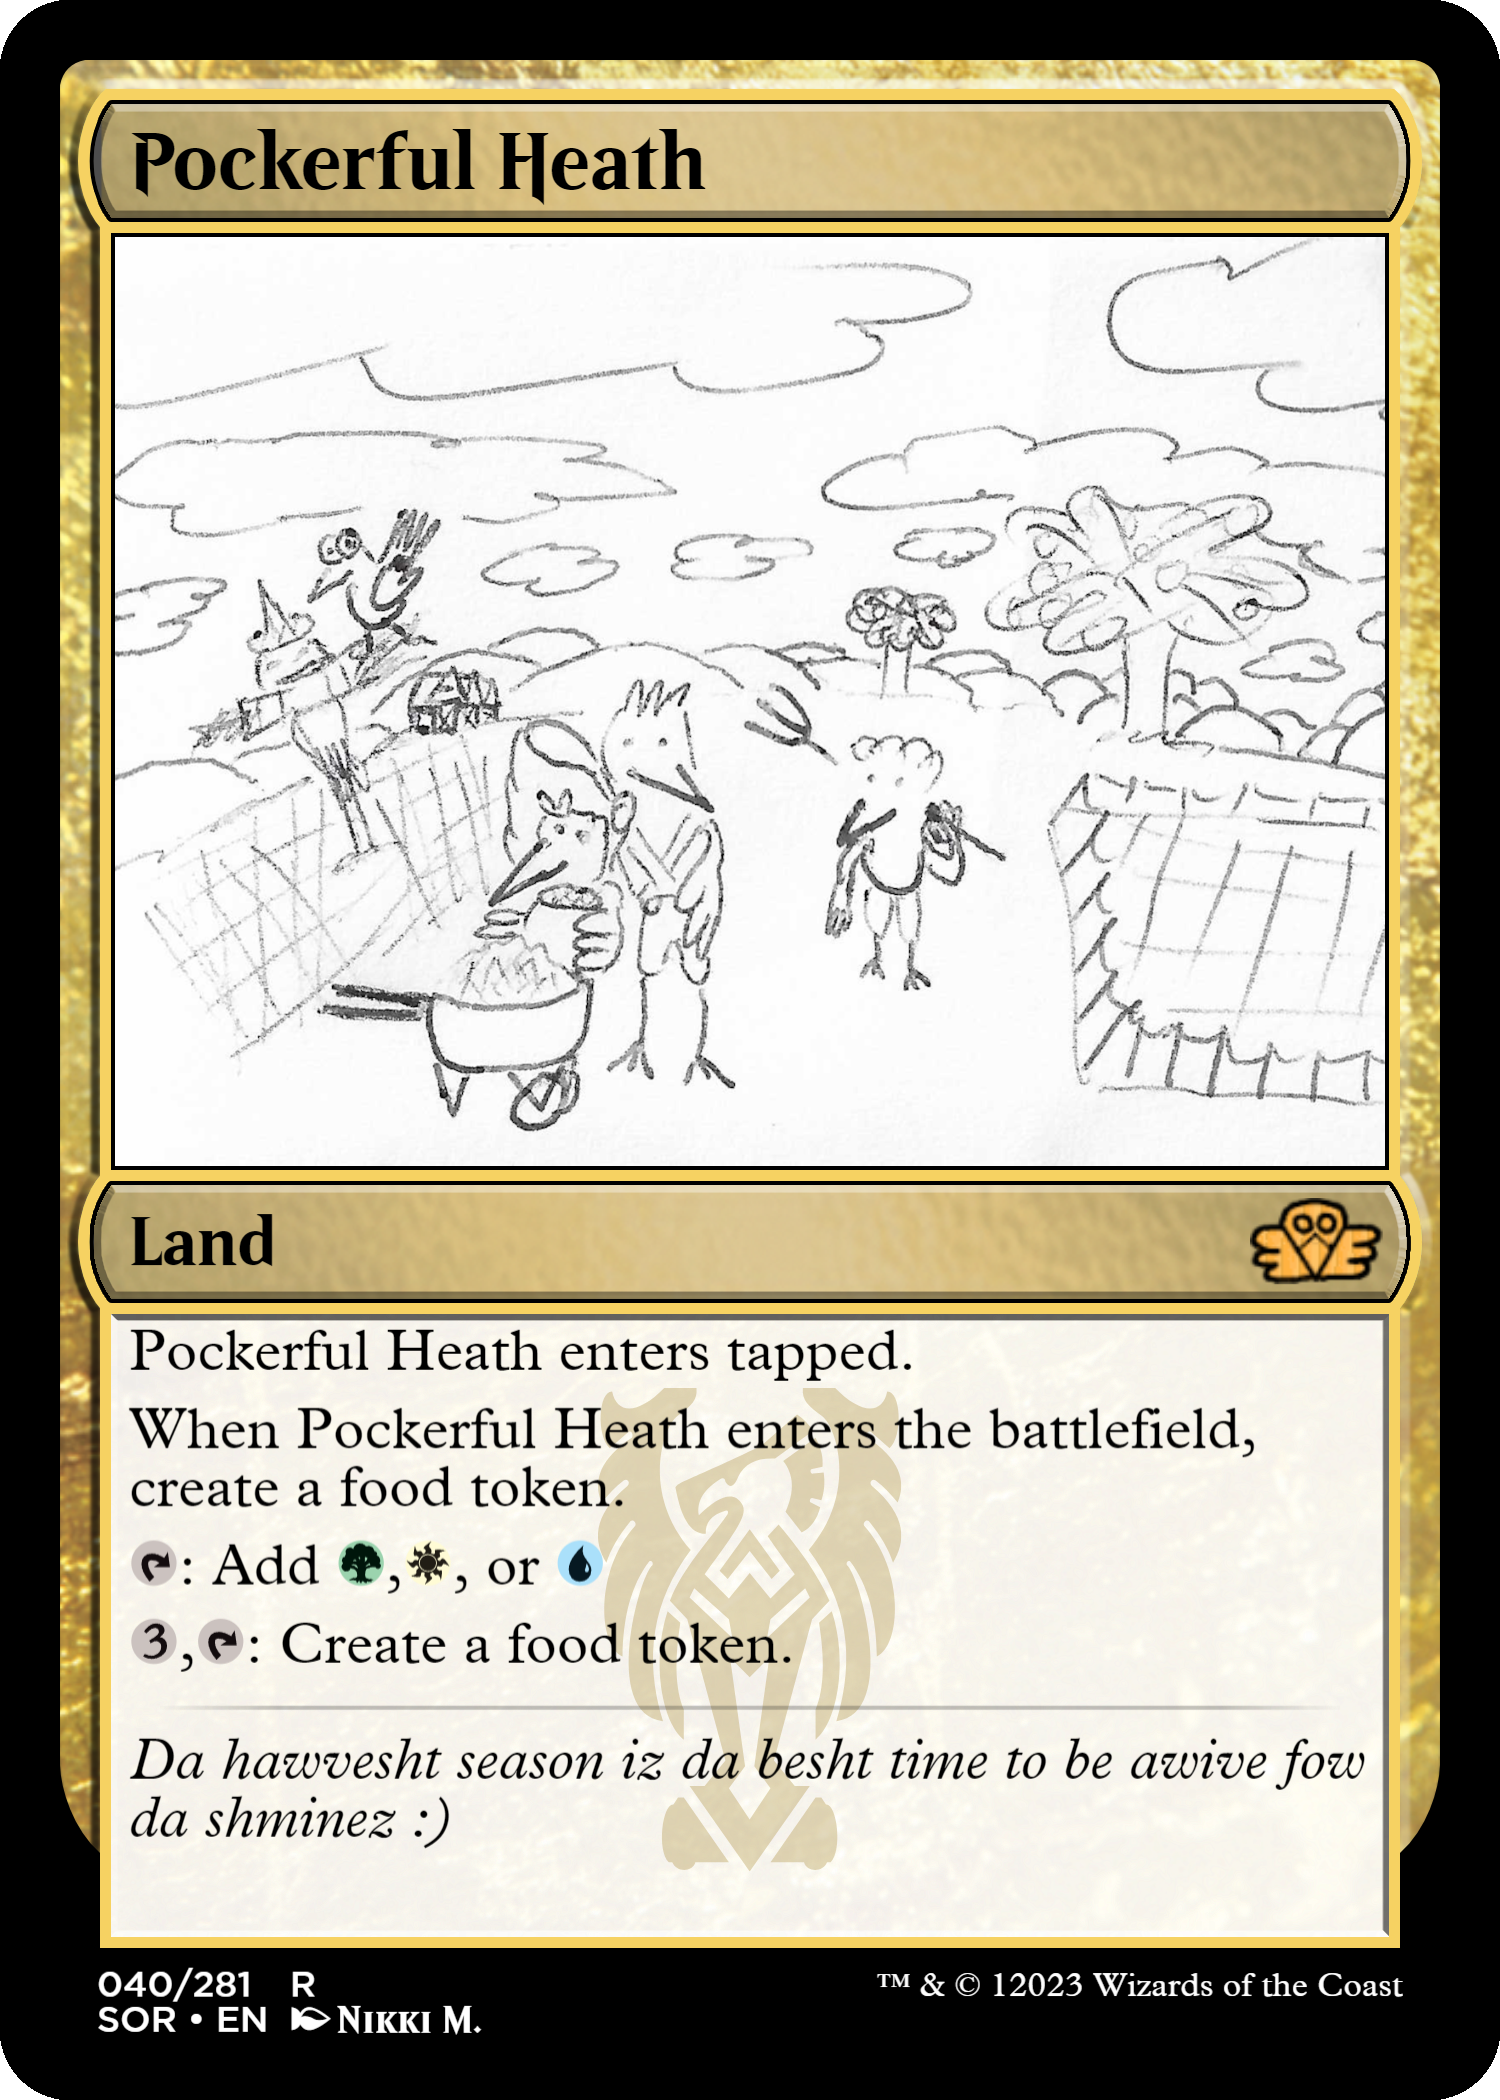 Pockerful Heath
Land
Pockerful Heath enters tapped.
When Pockerful Heath enters the battlefield,
create a food token.
: Add , , or
3, : Create a food token.
Da hawvesht season iz da besht time to be awive fow
da shminez :)
040/281 R
SOR • EN NIKKI M.
™ & © 12023 Wizards of the Coast